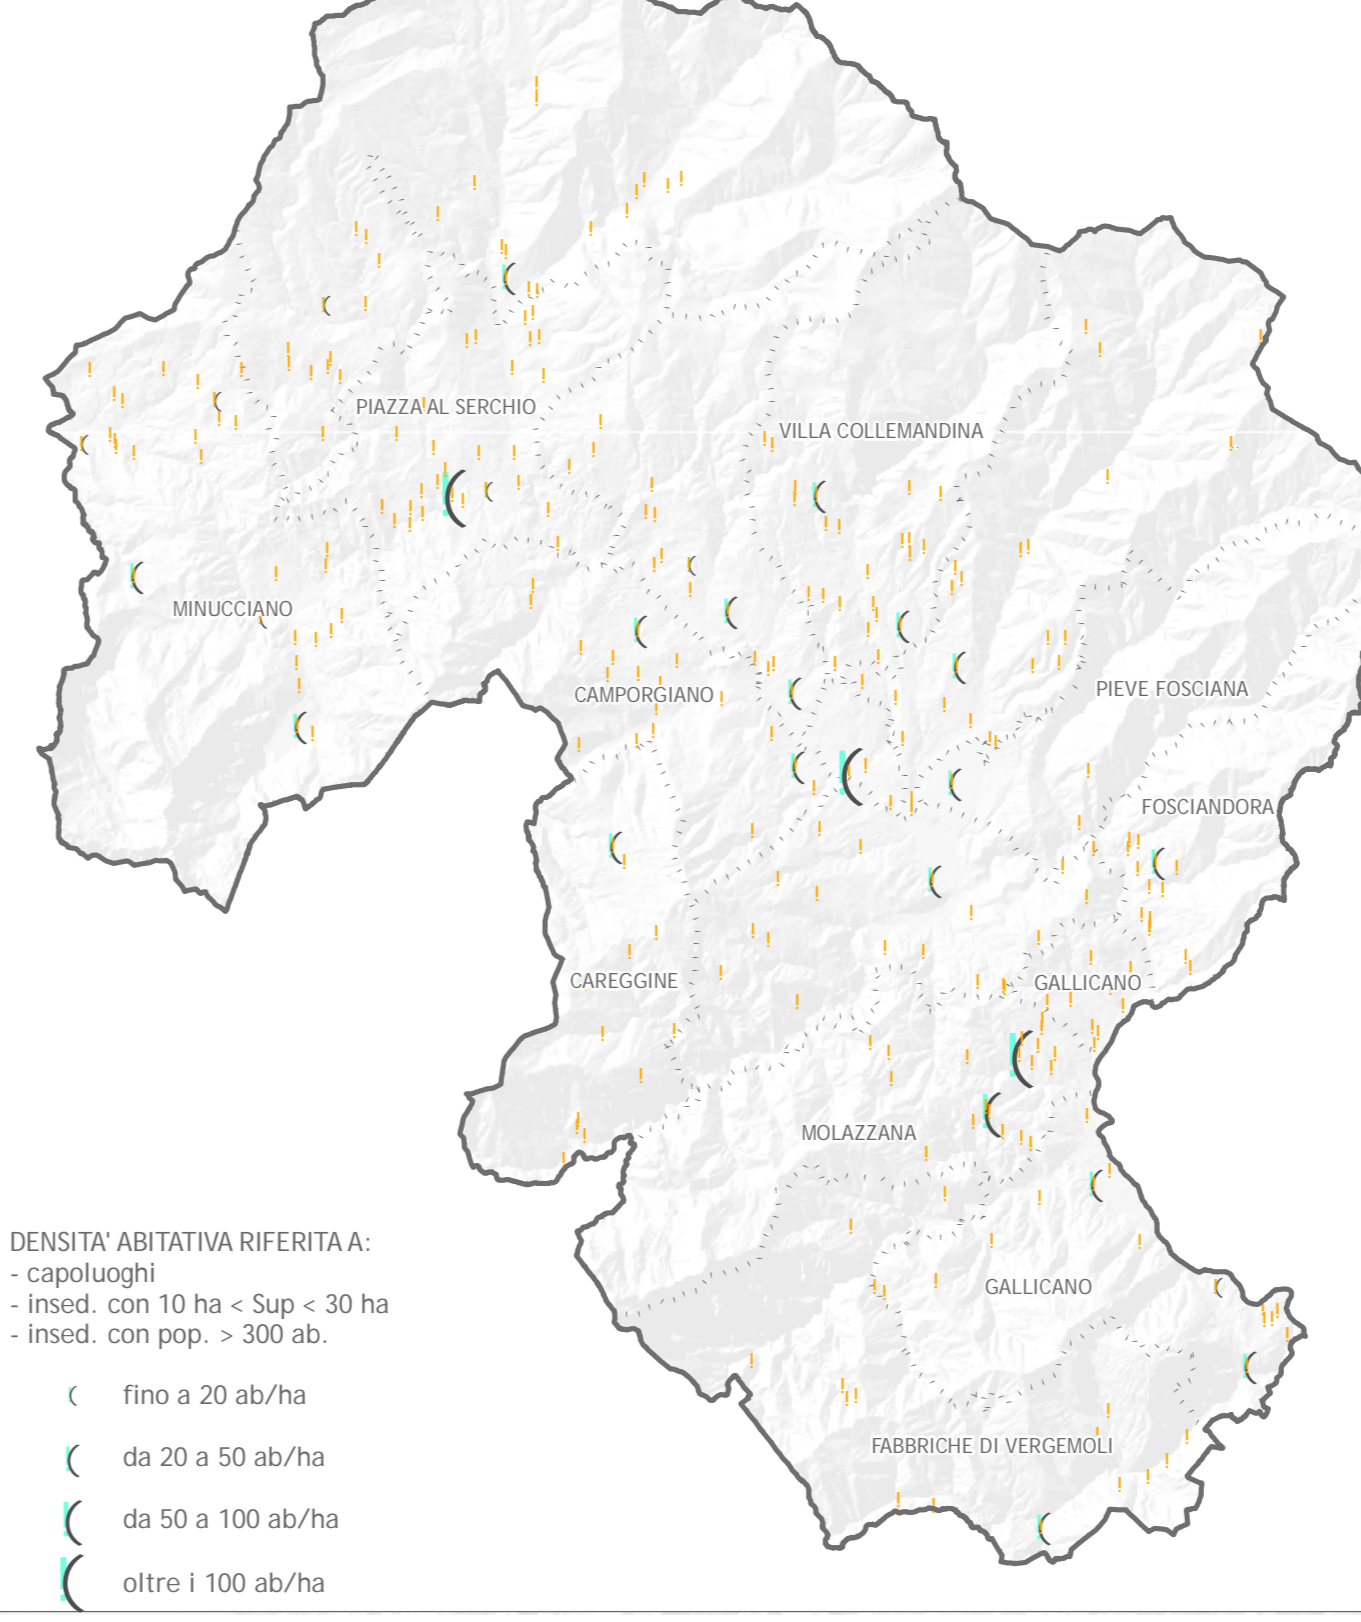 PIAZZA AL SERCHIO
VILLA COLLEMANDINA
MINUCCIANO
CAMPORGIANO
PIEVE FOSCIANA
FOSCIANDORA
CAREGGINE
GALLICANO
MOLAZZANA
GALLICANO
FABBRICHE DI VERGEMOLI
DENSITA' ABITATIVA RIFERITA A:
- capoluoghi
- insed. con 10 ha < Sup < 30 ha
- insed. con pop. > 300 ab.
fino a 20 ab/ha
da 20 a 50 ab/ha
da 50 a 100 ab/ha
oltre i 100 ab/ha